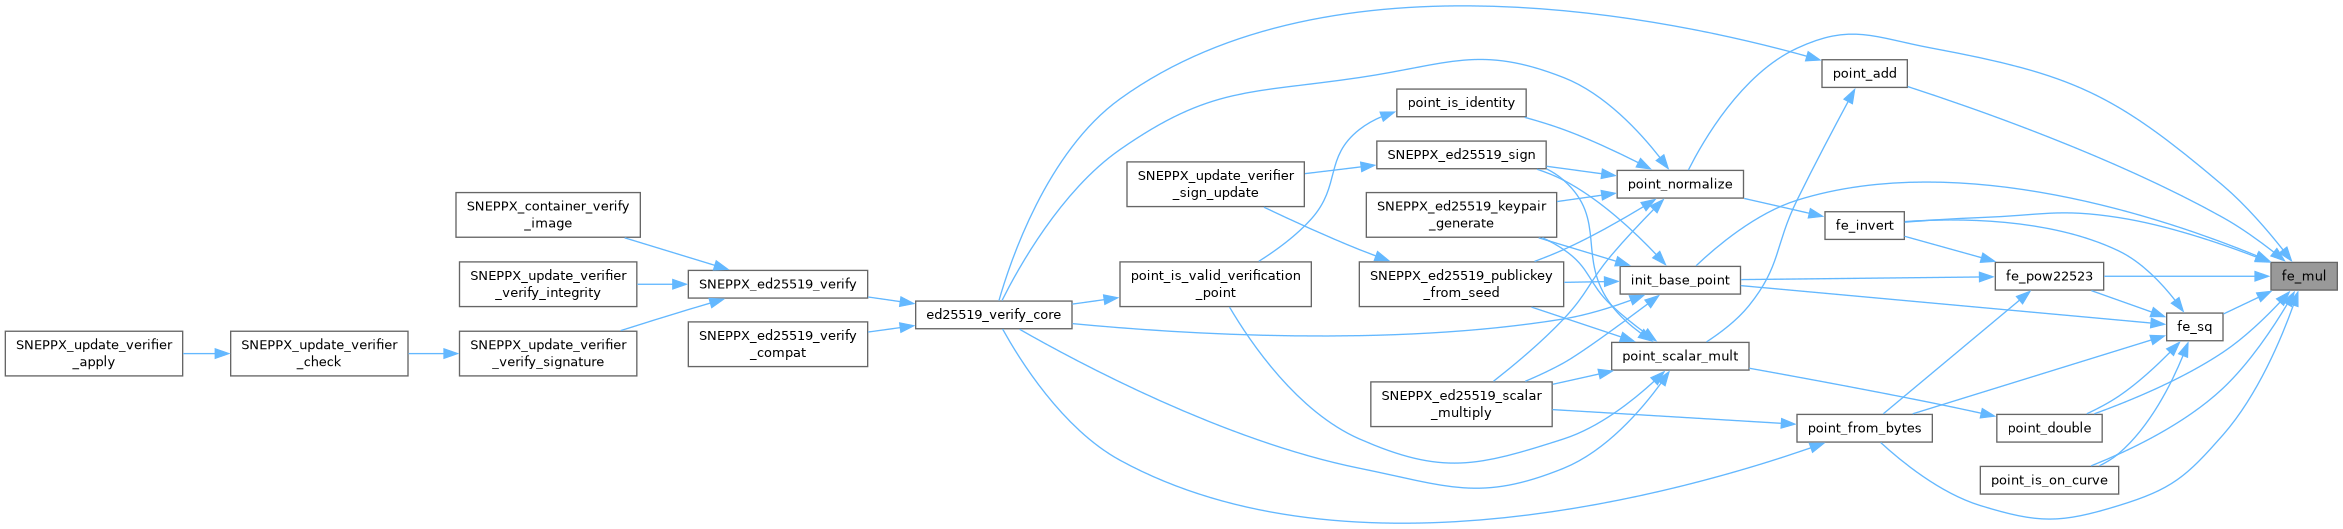 SNEPPX_update_verifier
_apply
SNEPPX_update_verifier
_check
SNEPPX_container_verify
_image
SNEPPX_update_verifier
_verify_integrity
SNEPPX_update_verifier
_verify_signature
SNEPPX_ed25519_verify
SNEPPX_ed25519_verify
_compat
ed25519_verify_core
SNEPPX_update_verifier
_sign_update
point_is_valid_verification
_point
point_is_identity
SNEPPX_ed25519_sign
SNEPPX_ed25519_keypair
_generate
SNEPPX_ed25519_publickey
_from_seed
SNEPPX_ed25519_scalar
_multiply
point_normalize
init_base_point
point_scalar_mult
point_add
fe_invert
point_from_bytes
fe_pow22523
point_double
point_is_on_curve
fe_sq
fe_mul